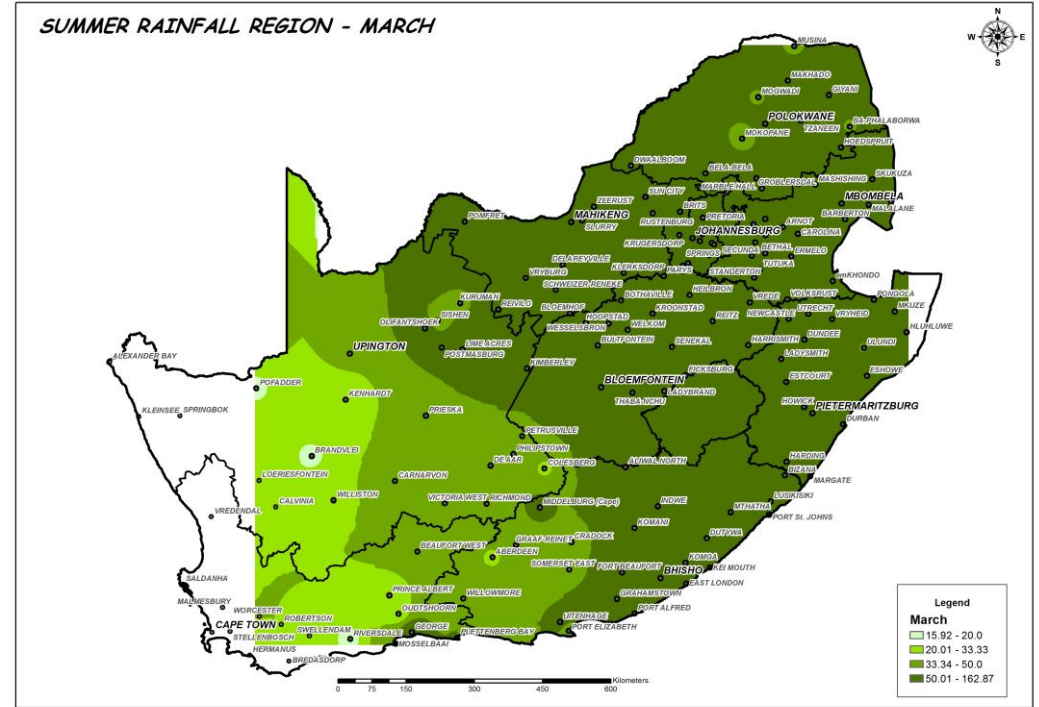 SUMMER RAINFALL REGION - MARCH
N
W
E
S
MUSINA
MAKHADO
MOGWADI
GIYANI
POLOKWANE
BA-PHALABORWA
TZANEEN
MOKOPANE
HOEDSPRUIT
DWAALBOOM
BELA-BELA
SKUKUZA
MASHISHING
GROBLERSDAL
MARBLE HALL
SUN CITY
MBOMBELA
ZEERUST
BRITS
MALALANE
POMFRET
MAHIKENG
RUSTENBURG
PRETORIA
BARBERTON
SLURRY
ARNOT
JOHANNESBURG
CAROLINA
KRUGERSDORP
SPRINGS
SECUNDA
BETHAL
ERMELO
DELAREYVILLE
TUTUKA
KLERKSDORP
PARYS
STANDERTON
VRYBURG
emKHONDO
SCHWEIZER-RENEKE
HEILBRON
BOTHAVILLE
VREDE
VOLKSRUST
PONGOLA
KURUMAN
REIVILO
BLOEMHOF
KROONSTAD
NEWCASTLE
UTRECHT
MKUZE
SISHEN
HOOPSTAD
REITZ
VRYHEID
OLIFANTSHOEK
WESSELSBRON
WELKOM
DUNDEE
HLUHLUWE
LIME ACRES
BULTFONTEIN
SENEKAL
HARRISMITH
ULUNDI
UPINGTON
POSTMASBURG
LADYSMITH
ALEXANDER BAY
KIMBERLEY
FICKSBURG
ESHOWE
POFADDER
BLOEMFONTEIN
ESTCOURT
KENHARDT
LADYBRAND
THABA-NCHU
HOWICK
PIETERMARITZBURG
KLEINSEE
SPRINGBOK
PRIESKA
DURBAN
PETRUSVILLE
BRANDVLEI
PHILIPSTOWN
DE AAR
COLESBERG
ALIWAL-NORTH
HARDING
LOERIESFONTEIN
CARNARVON
BIZANA
MARGATE
CALVINIA
WILLISTON
VICTORIA WEST
RICHMOND
MIDDELBURG (Cape)
INDWE
LUSIKISIKI
VREDENDAL
MTHATHA
PORT St. JOHNS
KOMANI
GRAAF-REINET
CRADOCK
DUTYWA
BEAUFORT WEST
ABERDEEN
SOMERSET EAST
FORT BEAUFORT
KOMGA
SALDANHA
BHISHO
KEI MOUTH
EAST LONDON
PRINCE ALBERT
WILLOWMORE
GRAHAMSTOWN
MALMESBURY
WORCESTER
OUDTSHOORN
PORT ALFRED
ROBERTSON
UITENHAGE
CAPE TOWN
SWELLENDAM
RIVERSDALE
GEORGE
PLETTENBERG BAY
PORT ELIZABETH
STELLENBOSCH
MOSSELBAAI
HERMANUS
BREDASDORP
Kilometers
0 75 150 300 450 600
Legend
March
15.92 - 20.0
20.01 - 33.33
33.34 - 50.0
50.01 - 162.87